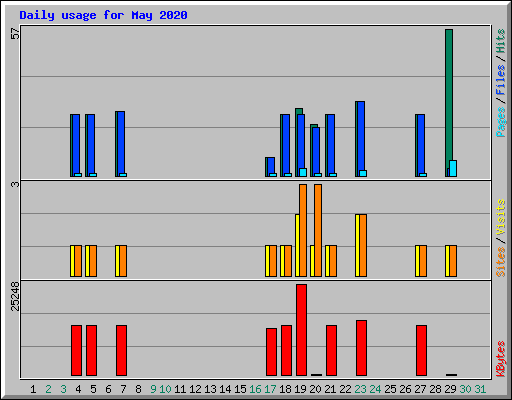 Daily usage for May 2020
57
Pages/Files/Hits
3
Sites/Visits
25248
KBytes
1 2 3 4 5 6 7 8 9 10 11 12 13 14 15 16 17 18 19 20 21 22 23 24 25 26 27 28 29 30 31